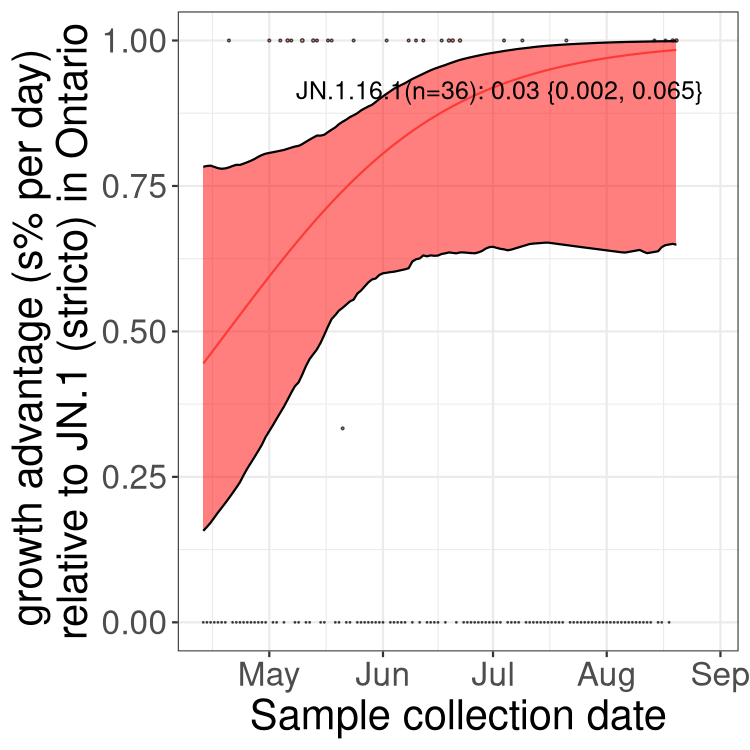 growth advantage (s% per day)
relative to JN.1 (stricto) in Ontario
1.00
0.75
0.50
0.25
0.00
JN.1.16.1(n=36): 0.03 {0.002, 0.065}
May Jun Jul Aug Sep
Sample collection date